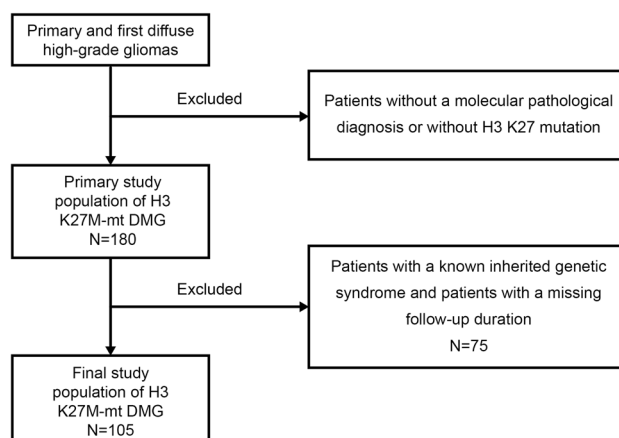 Primary and first diffuse
high-grade gliomas
Excluded
Patients without a molecular pathological
diagnosis or without H3 K27 mutation
Primary study
population of H3
K27M-mt DMG
N=180
Excluded
Patients with a known inherited genetic
syndrome and patients with a missing
follow-up duration
N=75
Final study
population of H3
K27M-mt DMG
N=105